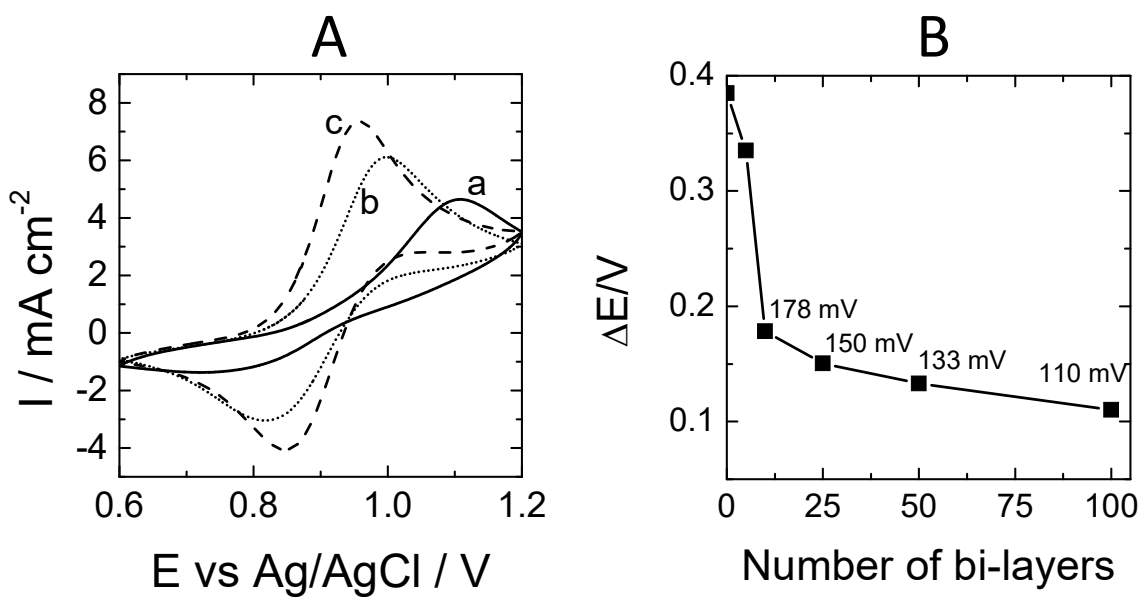 A
I / mA cm⁻²
8
6
4
2
0
-2
-4
c
b
a
0.6
0.8
1.0
1.2
E vs Ag/AgCl / V
B
ΔE/V
0.4
0.3
0.2
0.1
178 mV
150 mV
133 mV
110 mV
0
25
50
75
100
Number of bi-layers